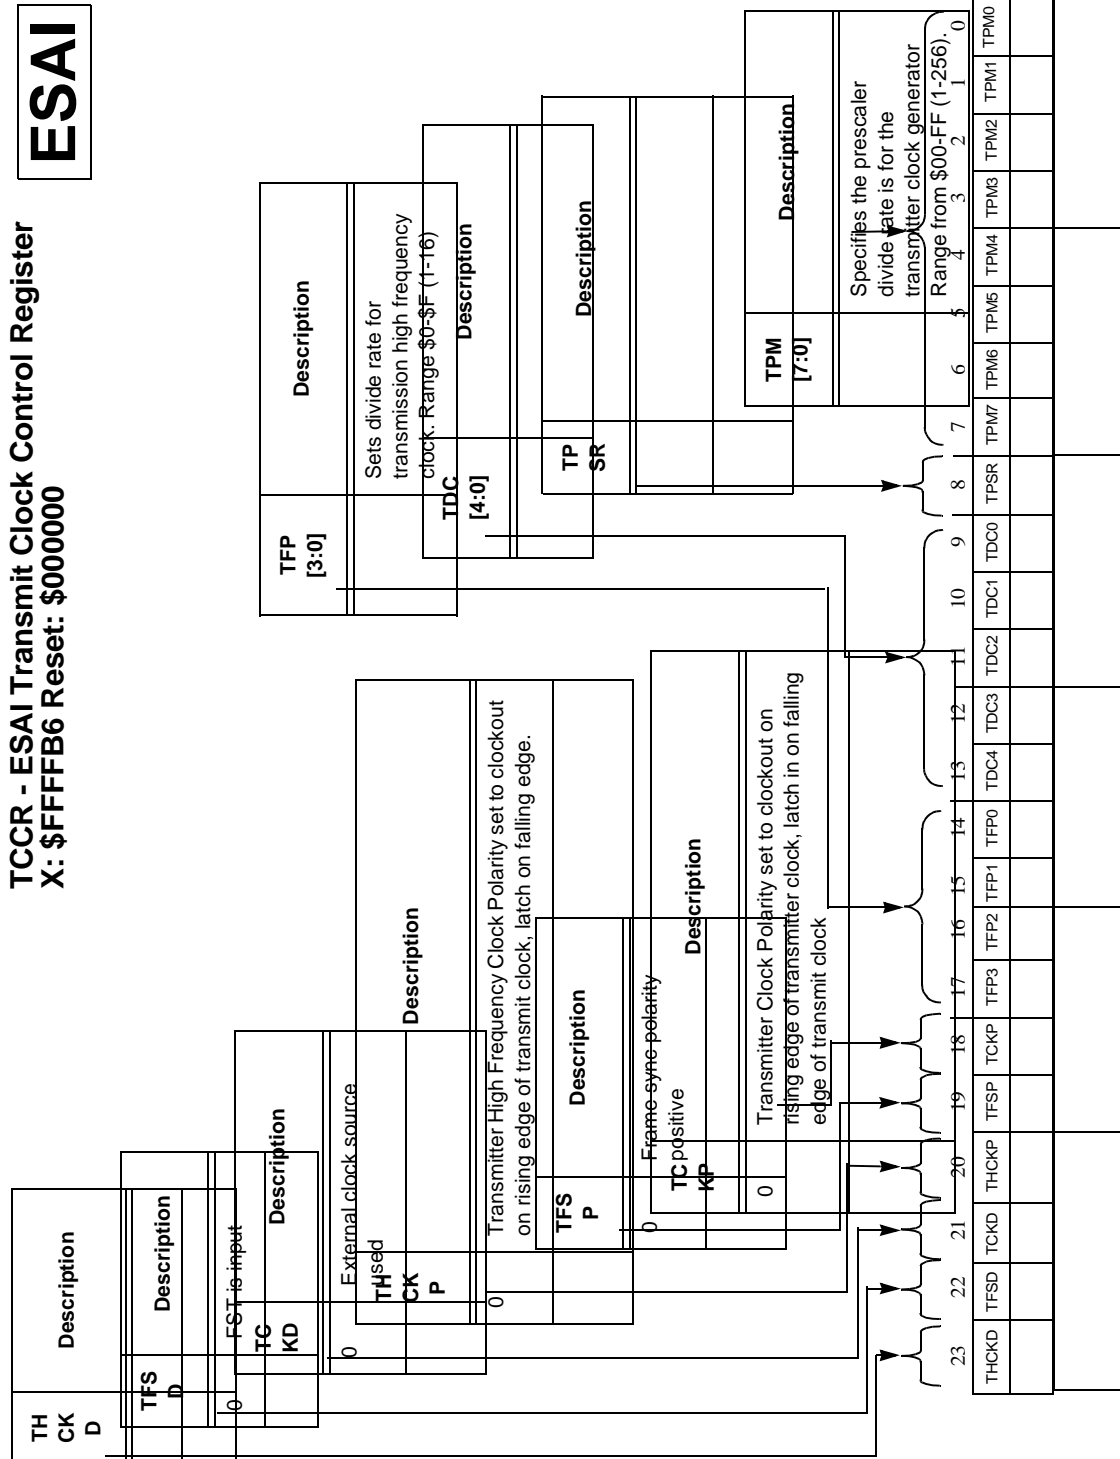 ESAI
TCCR - ESAI Transmit Clock Control Register
X: $FFFFB6 Reset: $000000
TH
CK
D
Description
TFS
D
Description
0
FST is input
TC
KD
Description
0
External clock source
used
TH
CK
P
Description
0
Transmitter High Frequency Clock Polarity set to clockout
on rising edge of transmit clock, latch on falling edge.
TFS
P
Description
0
Frame sync polarity
positive
TC
KP
Description
0
Transmitter Clock Polarity set to clockout on
rising edge of transmitter clock, latch in on falling
edge of transmit clock
TFP
[3:0]
Description
Sets divide rate for
transmission high frequency
clock. Range $0-$F (1-16)
TDC
[4:0]
Description
TP
SR
Description
TPM
[7:0]
Description
Specifies the prescaler
divide rate is for the
transmitter clock generator
Range from $00-FF (1-256).
23 22 21 20 19 18 17 16 15 14 13 12 11 10 9 8 7 6 5 4 3 2 1 0
THCKD TFSD TCKD THCKP TFSP TCKP TFP3 TFP2 TFP1 TFP0 TDC4 TDC3 TDC2 TDC1 TDC0 TPSR TPM7 TPM6 TPM5 TPM4 TPM3 TPM2 TPM1 TPM0